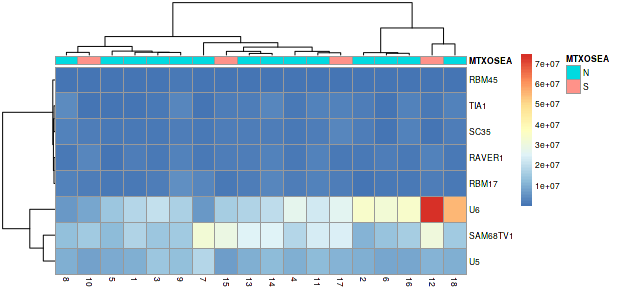 MTXOSEA
RBM45
TIA1
SC35
RAVER1
RBM17
U6
SAM68TV1
U5
8 10 5 1 3 9 7 15 13 14 4 11 17 2 6 16 12 18
7e+07
6e+07
5e+07
4e+07
3e+07
2e+07
1e+07
MTXOSEA
N
S